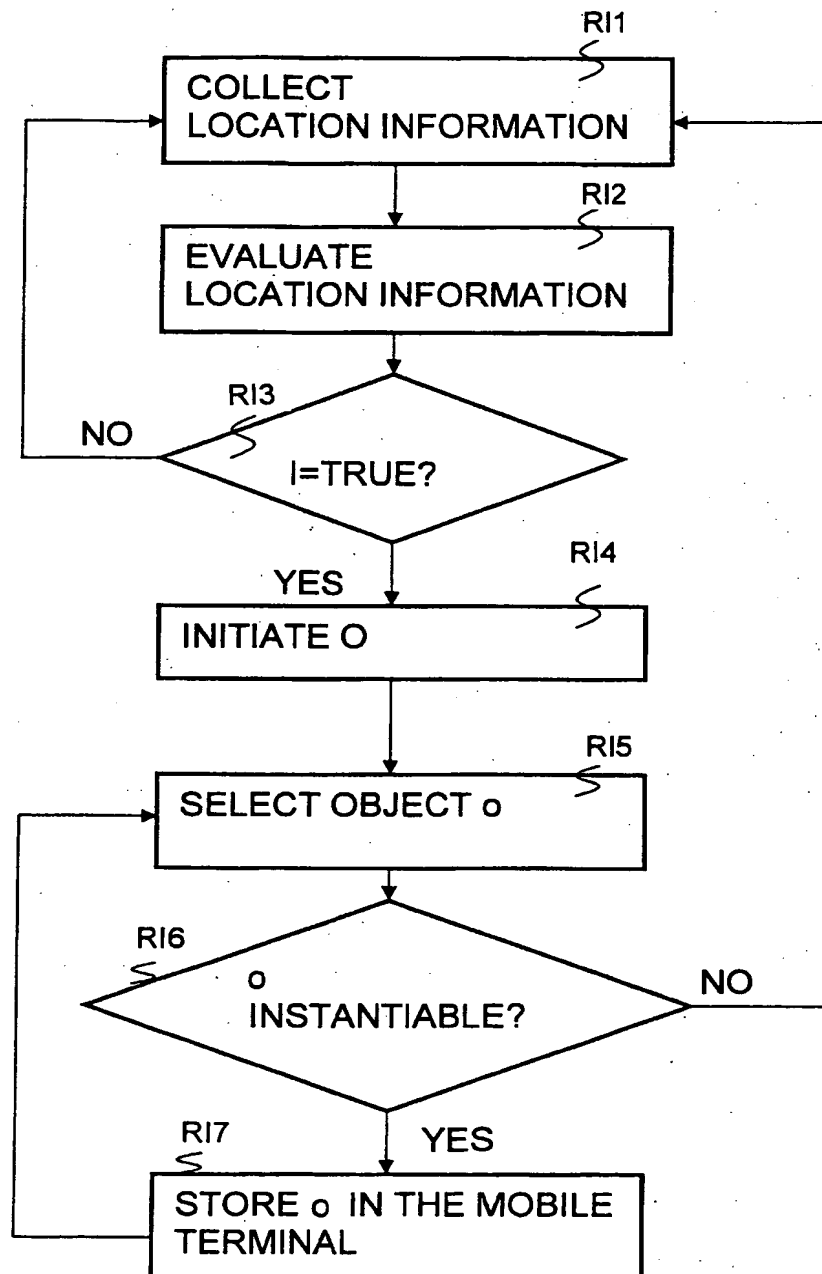 RI1
COLLECT
LOCATION INFORMATION
RI2
EVALUATE
LOCATION INFORMATION
RI3
NO
I=TRUE?
RI4
YES
INITIATE O
RI5
SELECT OBJECT o
RI6
o
NO
INSTANTIABLE?
RI7
YES
STORE o IN THE MOBILE
TERMINAL